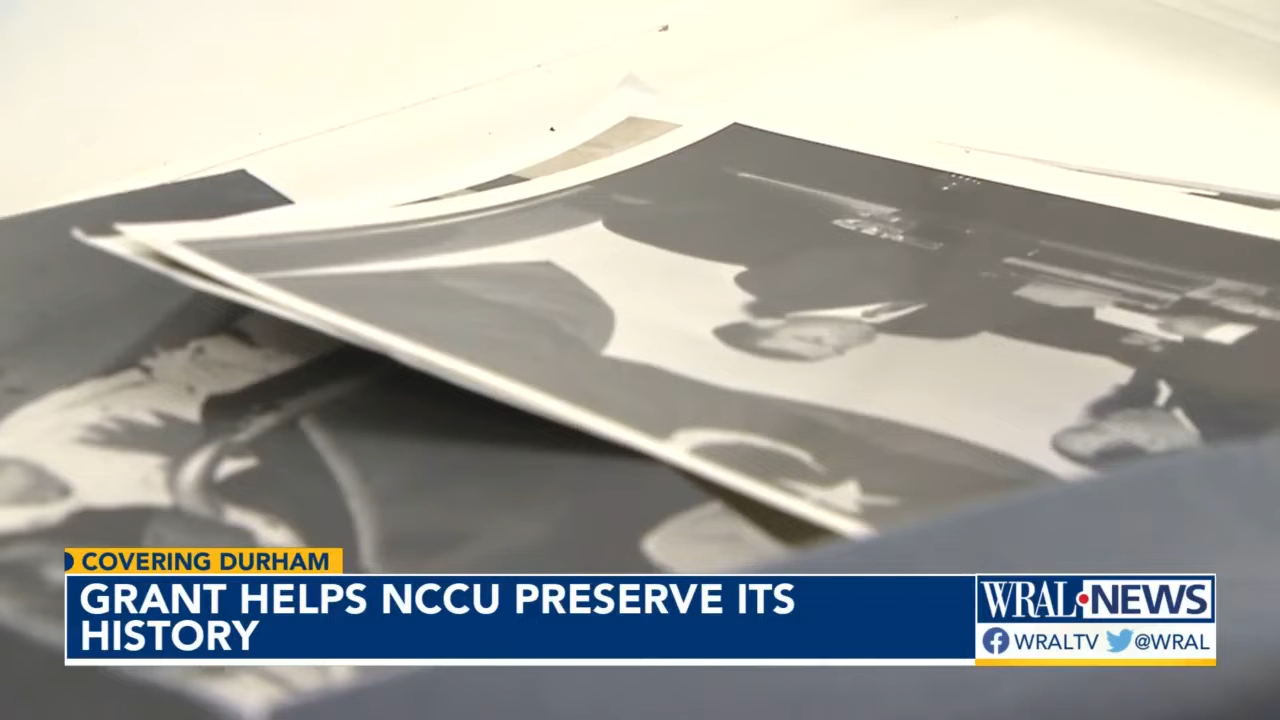 COVERING DURHAM
GRANT HELPS NCCU PRESERVE ITS
HISTORY
WRAL NEWS
WRALTV @WRAL